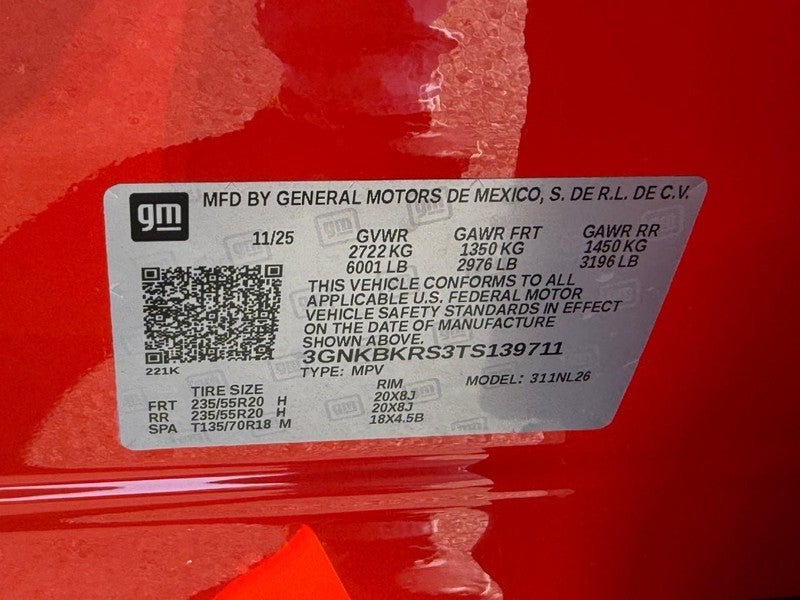 gm MFD BY GENERAL MOTORS DE MEXICO, S. DE R.L. DE C.V.
11/25 GVWR GAWR FRT GAWR RR
2722 KG 1350 KG 1450 KG
6001 LB 2976 LB 3196 LB
THIS VEHICLE CONFORMS TO ALL
APPLICABLE U.S. FEDERAL MOTOR
VEHICLE SAFETY STANDARDS IN EFFECT
ON THE DATE OF MANUFACTURE
SHOWN ABOVE.
3GNKBKRS3TS139711
221K TYPE: MPV MODEL: 311NL26
TIRE SIZE RIM
FRT 235/55R20 H 20X8J
RR 235/55R20 H 20X8J
SPA T135/70R18 M 18X4.5B